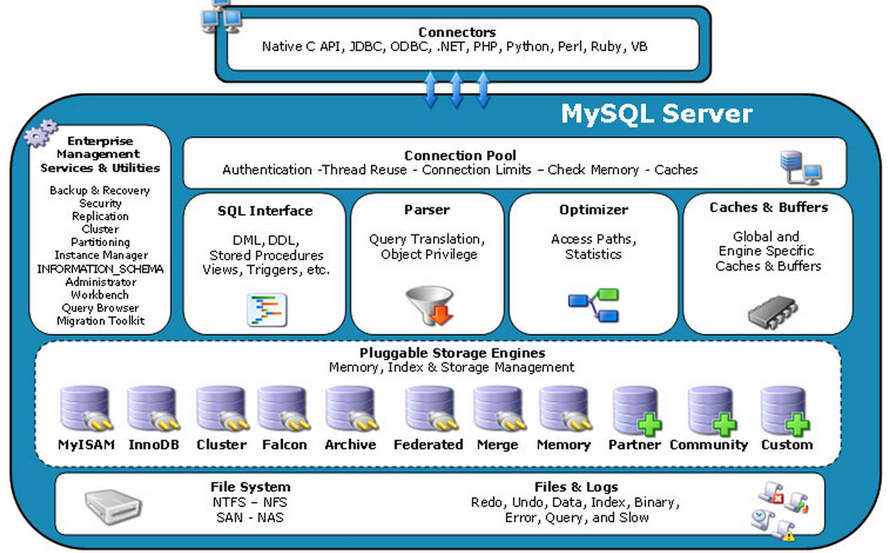 Connectors
Native C API, JDBC, ODBC, .NET, PHP, Python, Perl, Ruby, VB
MySQL Server
Enterprise
Management
Services & Utilities
Backup & Recovery
Security
Replication
Cluster
Partitioning
Instance Manager
INFORMATION_SCHEMA
Administrator
Workbench
Query Browser
Migration Toolkit
Connection Pool
Authentication -Thread Reuse - Connection Limits – Check Memory - Caches
SQL Interface
DML, DDL,
Stored Procedures
Views, Triggers, etc.
Parser
Query Translation,
Object Privilege
Optimizer
Access Paths,
Statistics
Caches & Buffers
Global and
Engine Specific
Caches & Buffers
Pluggable Storage Engines
Memory, Index & Storage Management
MyISAM InnoDB Cluster Falcon Archive Federated Merge Memory Partner Community Custom
File System
NTFS – NFS
SAN - NAS
Files & Logs
Redo, Undo, Data, Index, Binary,
Error, Query, and Slow